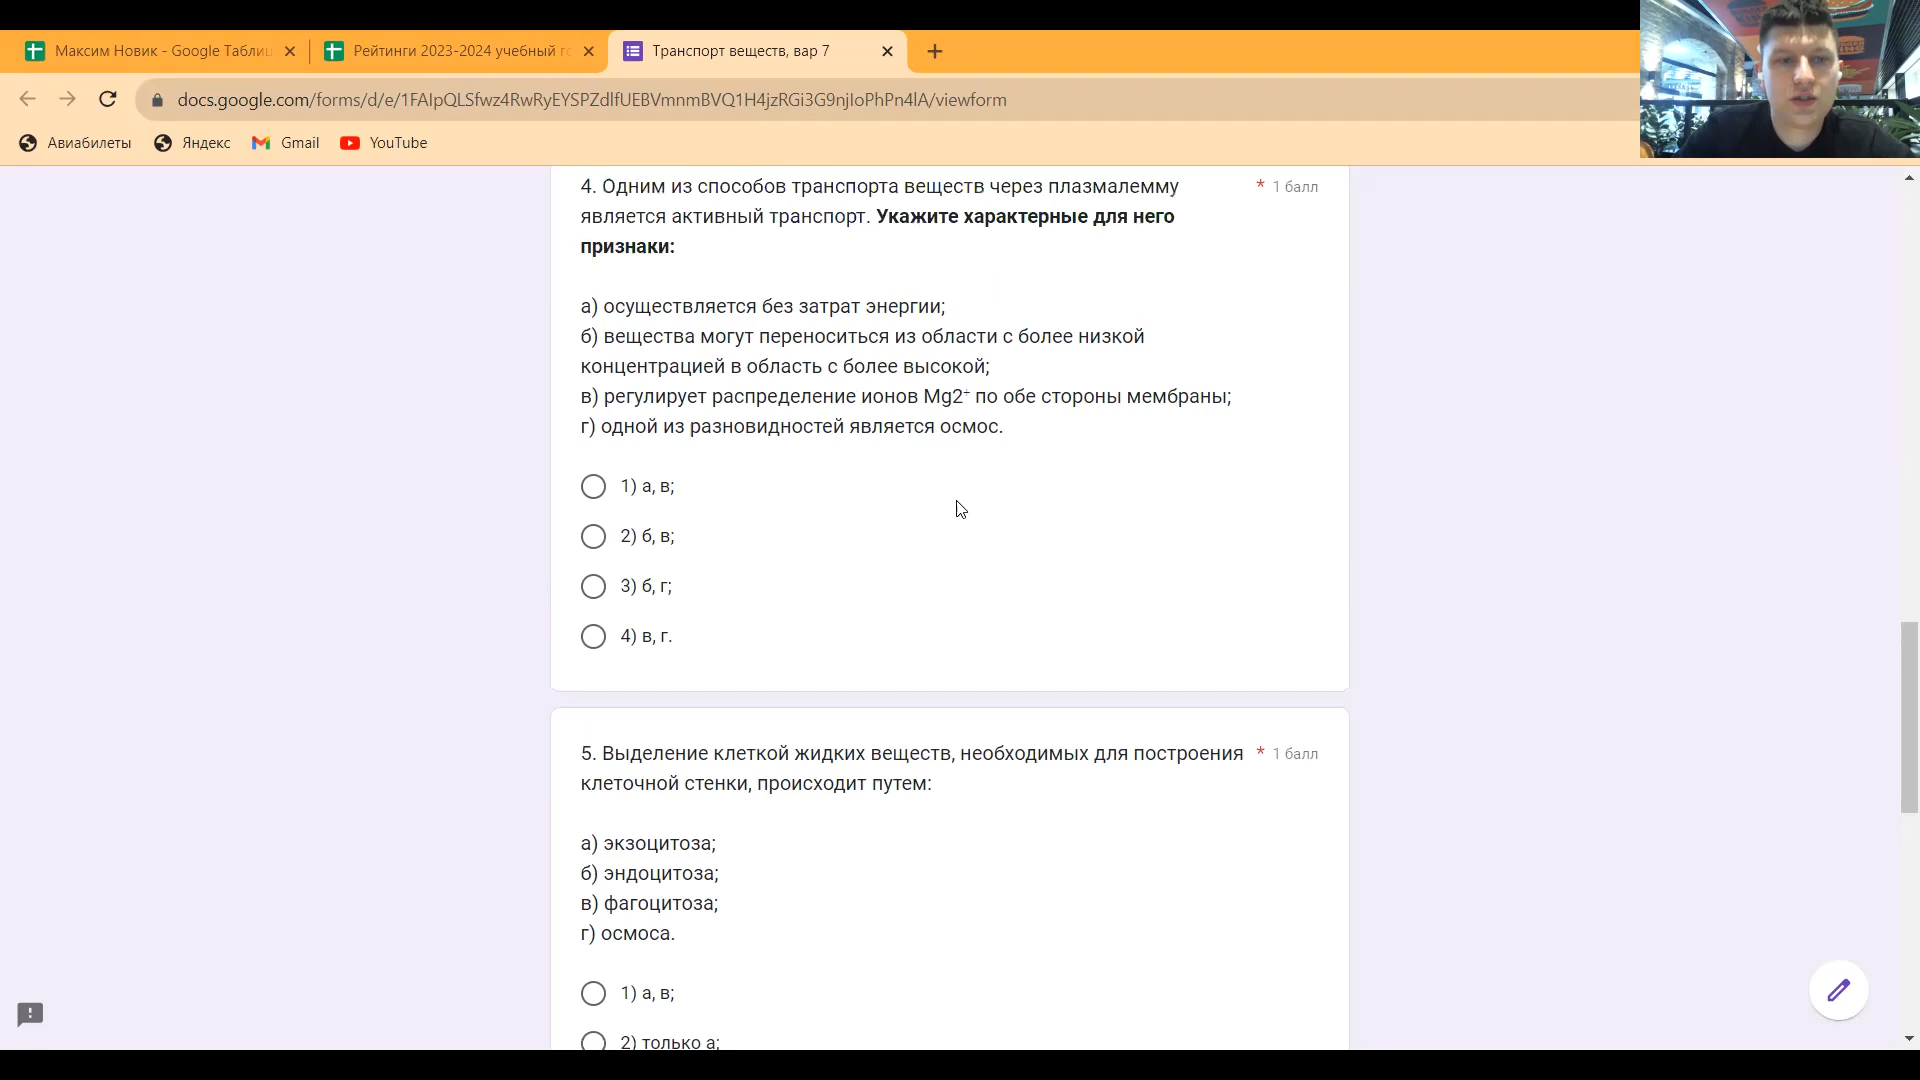 Максим Новик - Google Таблиц
Рейтинги 2023-2024 учебный го
Транспорт веществ, вар 7
docs.google.com/forms/d/e/1FAIpQLSfwz4RwRyEYSPZdlfUEBVmnmBVQ1H4jzRGi3G9njIoPhPn4lA/viewform
Авиабилеты
Яндекс
Gmail
YouTube
4. Одним из способов транспорта веществ через плазмалемму * 1 балл
является активный транспорт. Укажите характерные для него
признаки:
а) осуществляется без затрат энергии;
б) вещества могут переноситься из области с более низкой
концентрацией в область с более высокой;
в) регулирует распределение ионов Mg2⁺ по обе стороны мембраны;
г) одной из разновидностей является осмос.
1) а, в;
2) б, в;
3) б, г;
4) в, г.
5. Выделение клеткой жидких веществ, необходимых для построения * 1 балл
клеточной стенки, происходит путем:
а) экзоцитоза;
б) эндоцитоза;
в) фагоцитоза;
г) осмоса.
1) а, в;
2) только а;